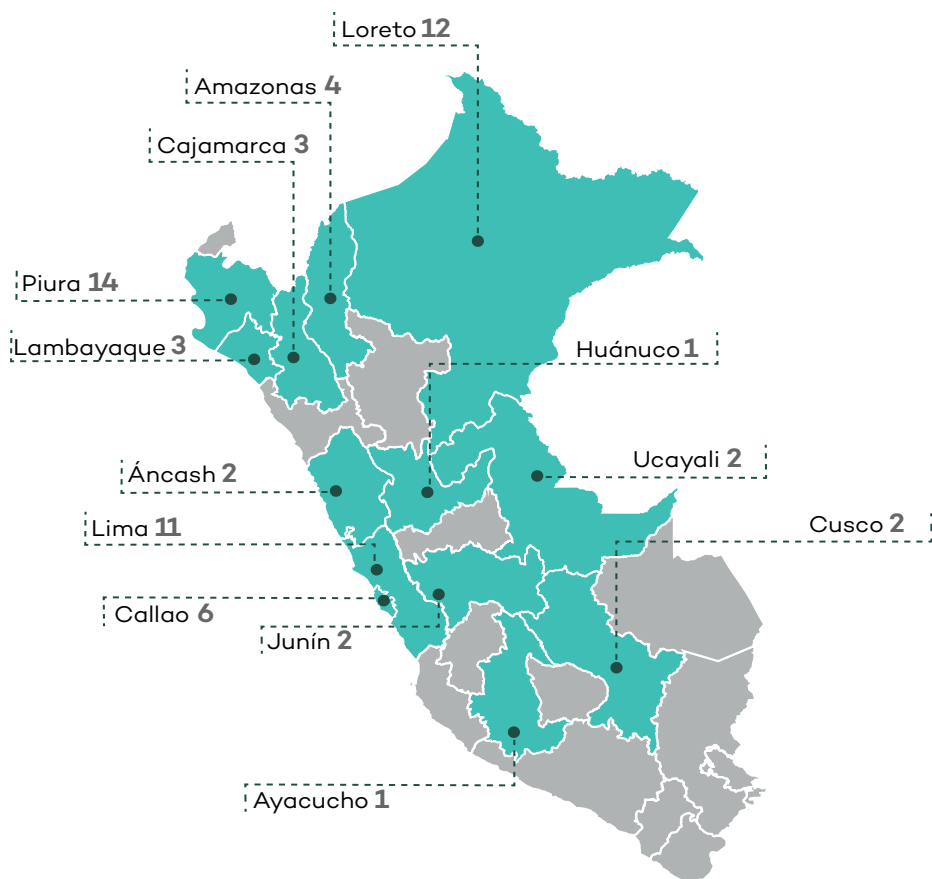 Loreto 12
Amazonas 4
Cajamarca 3
Piura 14
Lambayaque 3
Huánuco 1
Áncash 2
Ucayali 2
Lima 11
Cusco 2
Callao 6
Junín 2
Ayacucho 1